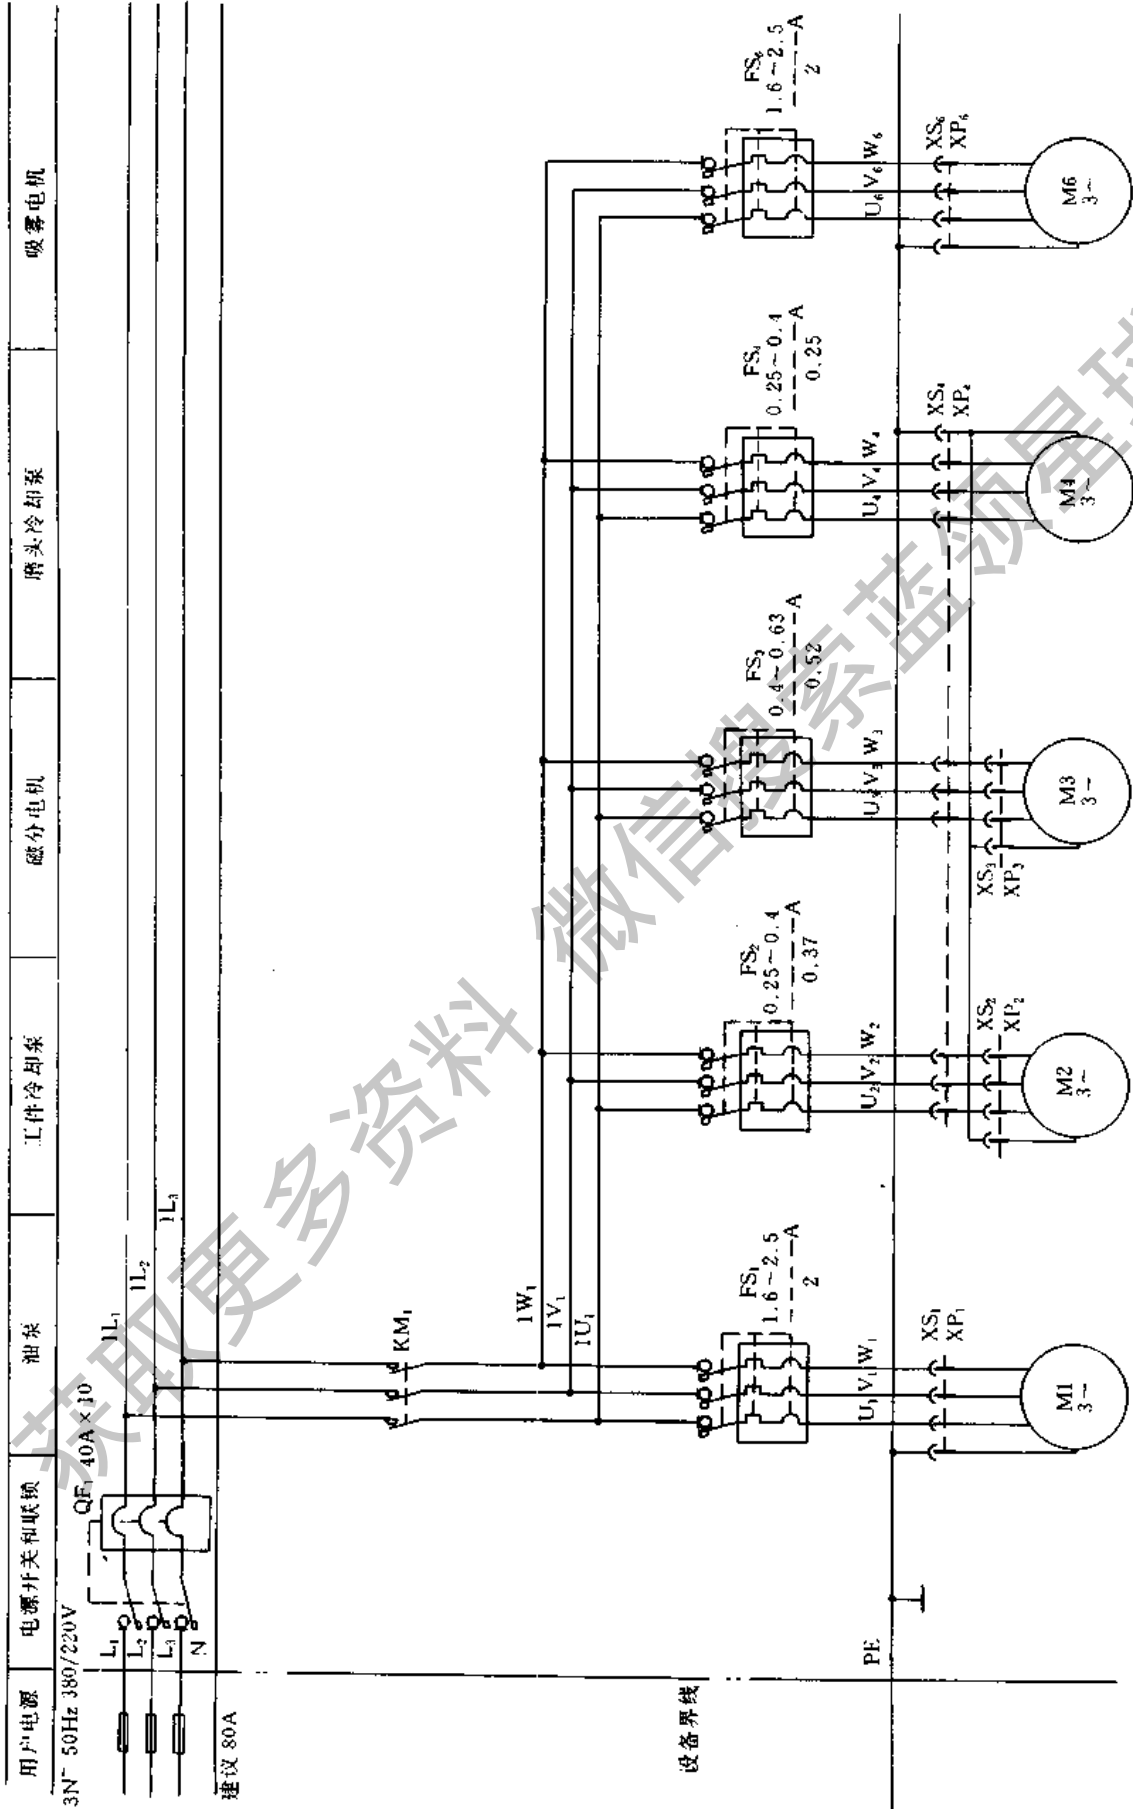 用户电源
电源开关和联锁
油泵
工件冷却泵
磁分电机
磨头冷却泵
吸雾电机
3N~ 50Hz 380/220V
L₁
L₂
L₃
N
QF₁ 40A×10
1L₁
1L₂
1L₃
建议 80A
KM₁
1W₁
1V₁
1U₁
设备界线
PE
FS₁
1.6~2.5
A
2
FS₂
0.25~0.4
A
0.37
FS₃
0.4~0.63
A
0.52
FS₄
0.25~0.4
A
0.25
FS₆
1.6~2.5
A
2
U₁ V₁ W₁
U₂ V₂ W₂
U₃ V₃ W₃
U₄ V₄ W₄
U₆ V₆ W₆
XS₁
XP₁
XS₂
XP₂
XS₃
XP₃
XS₄
XP₄
XS₆
XP₆
M1
3~
M2
3~
M3
3~
M4
3~
M6
3~
获取更多资料 微信搜索蓝领星球